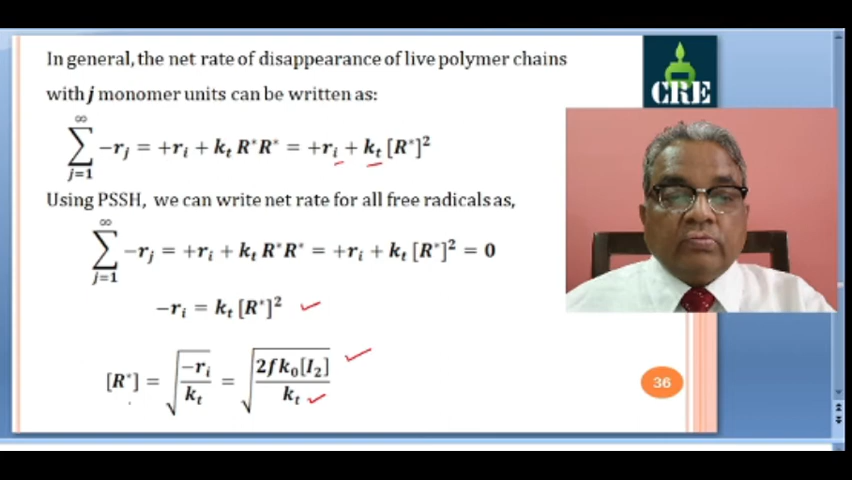 In general, the net rate of disappearance of live polymer chains
with j monomer units can be written as:
CRE
∑_{j=1}^{∞} −r_j = +r_i + k_t R*R* = +r_i + k_t [R*]²
Using PSSH, we can write net rate for all free radicals as,
∑_{j=1}^{∞} −r_j = +r_i + k_t R*R* = +r_i + k_t [R*]² = 0
−r_i = k_t [R*]²
[R*] = √(−r_i / k_t) = √(2fk_0[I_2] / k_t)
36